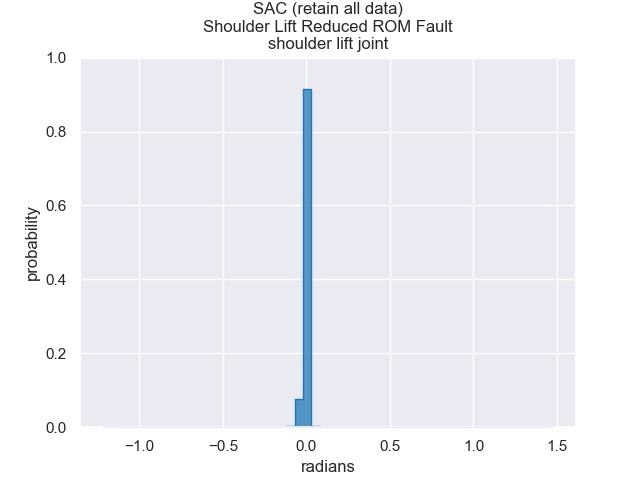 SAC (retain all data)
Shoulder Lift Reduced ROM Fault
shoulder lift joint
1.0
0.8
0.6
0.4
0.2
0.0
probability
−1.0 −0.5 0.0 0.5 1.0 1.5
radians